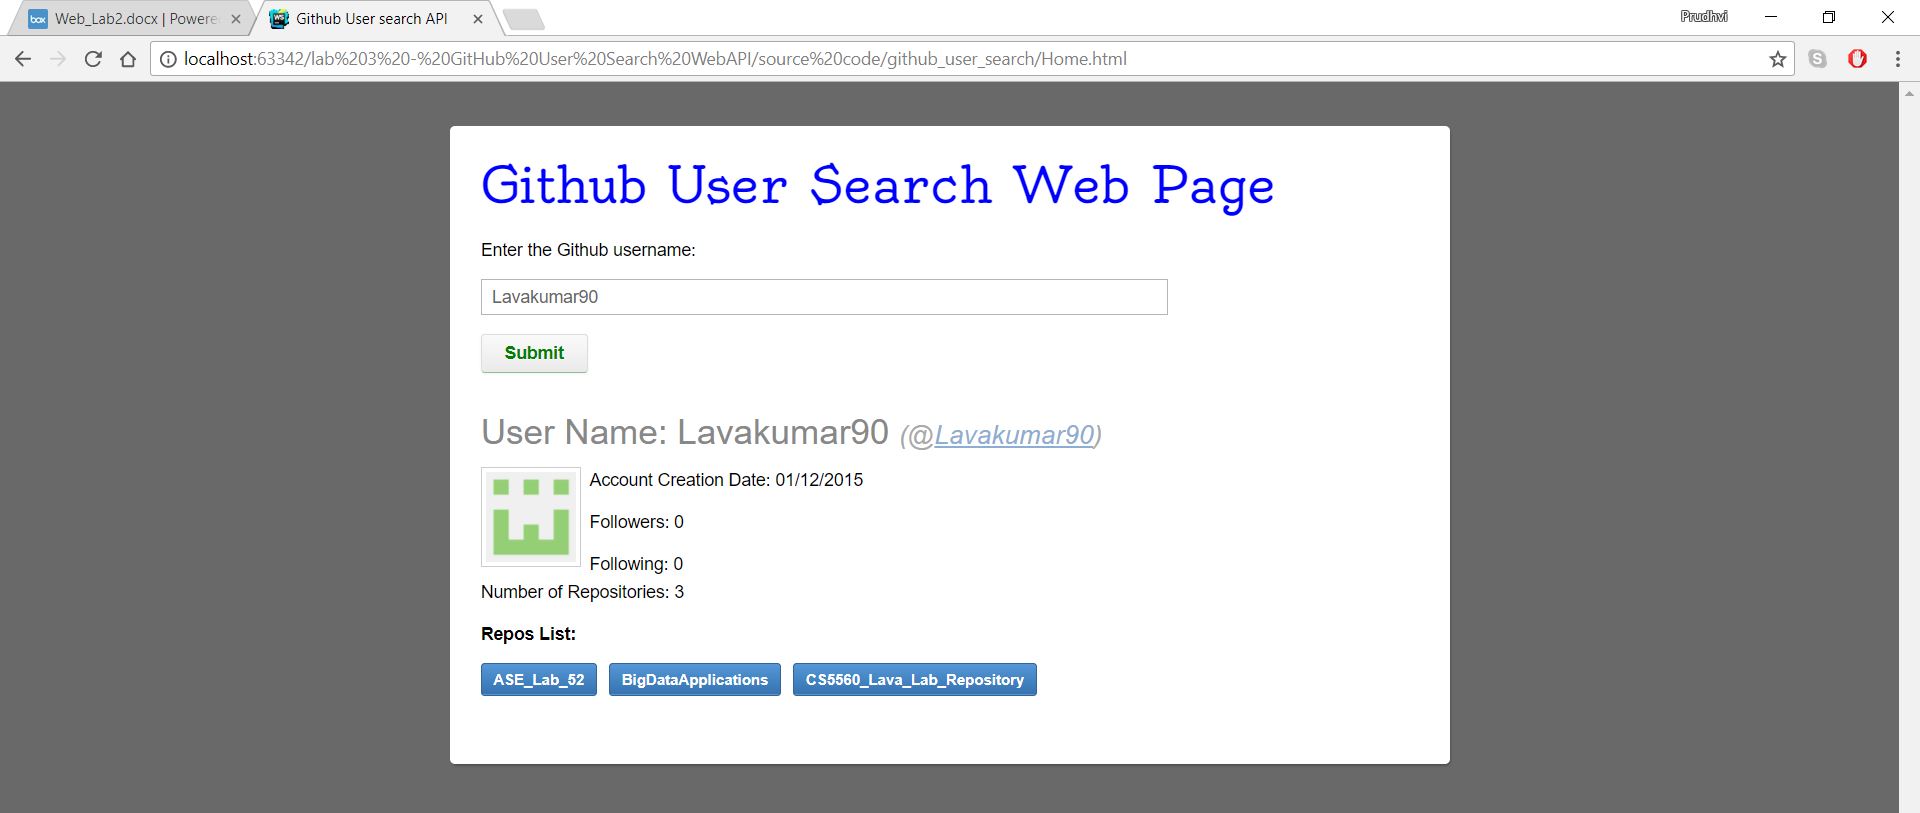 box Web_Lab2.docx | Powere
WS Github User search API
Prudhvi
localhost:63342/lab%203%20-%20GitHub%20User%20Search%20WebAPI/source%20code/github_user_search/Home.html
Github User Search Web Page
Enter the Github username:
Lavakumar90
Submit
User Name: Lavakumar90 (@Lavakumar90)
Account Creation Date: 01/12/2015
Followers: 0
Following: 0
Number of Repositories: 3
Repos List:
ASE_Lab_52 BigDataApplications CS5560_Lava_Lab_Repository